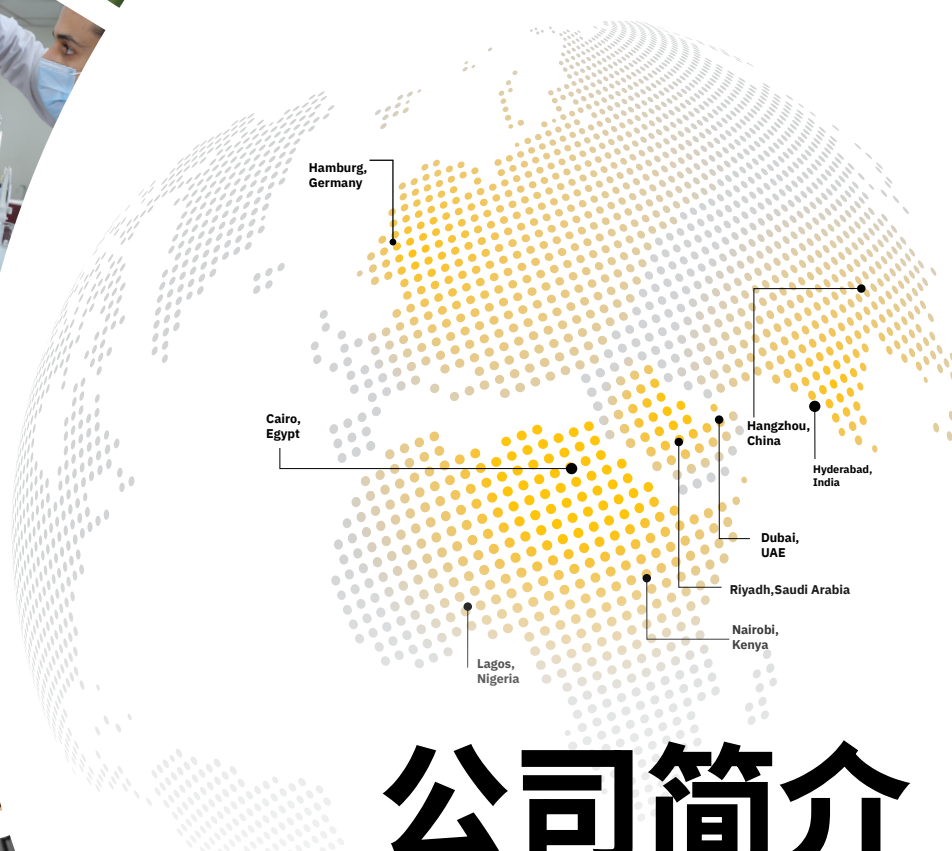 Hamburg,
Germany
Cairo,
Egypt
Hangzhou,
China
Hyderabad,
India
Dubai,
UAE
Riyadh,Saudi Arabia
Nairobi,
Kenya
Lagos,
Nigeria
公司简介